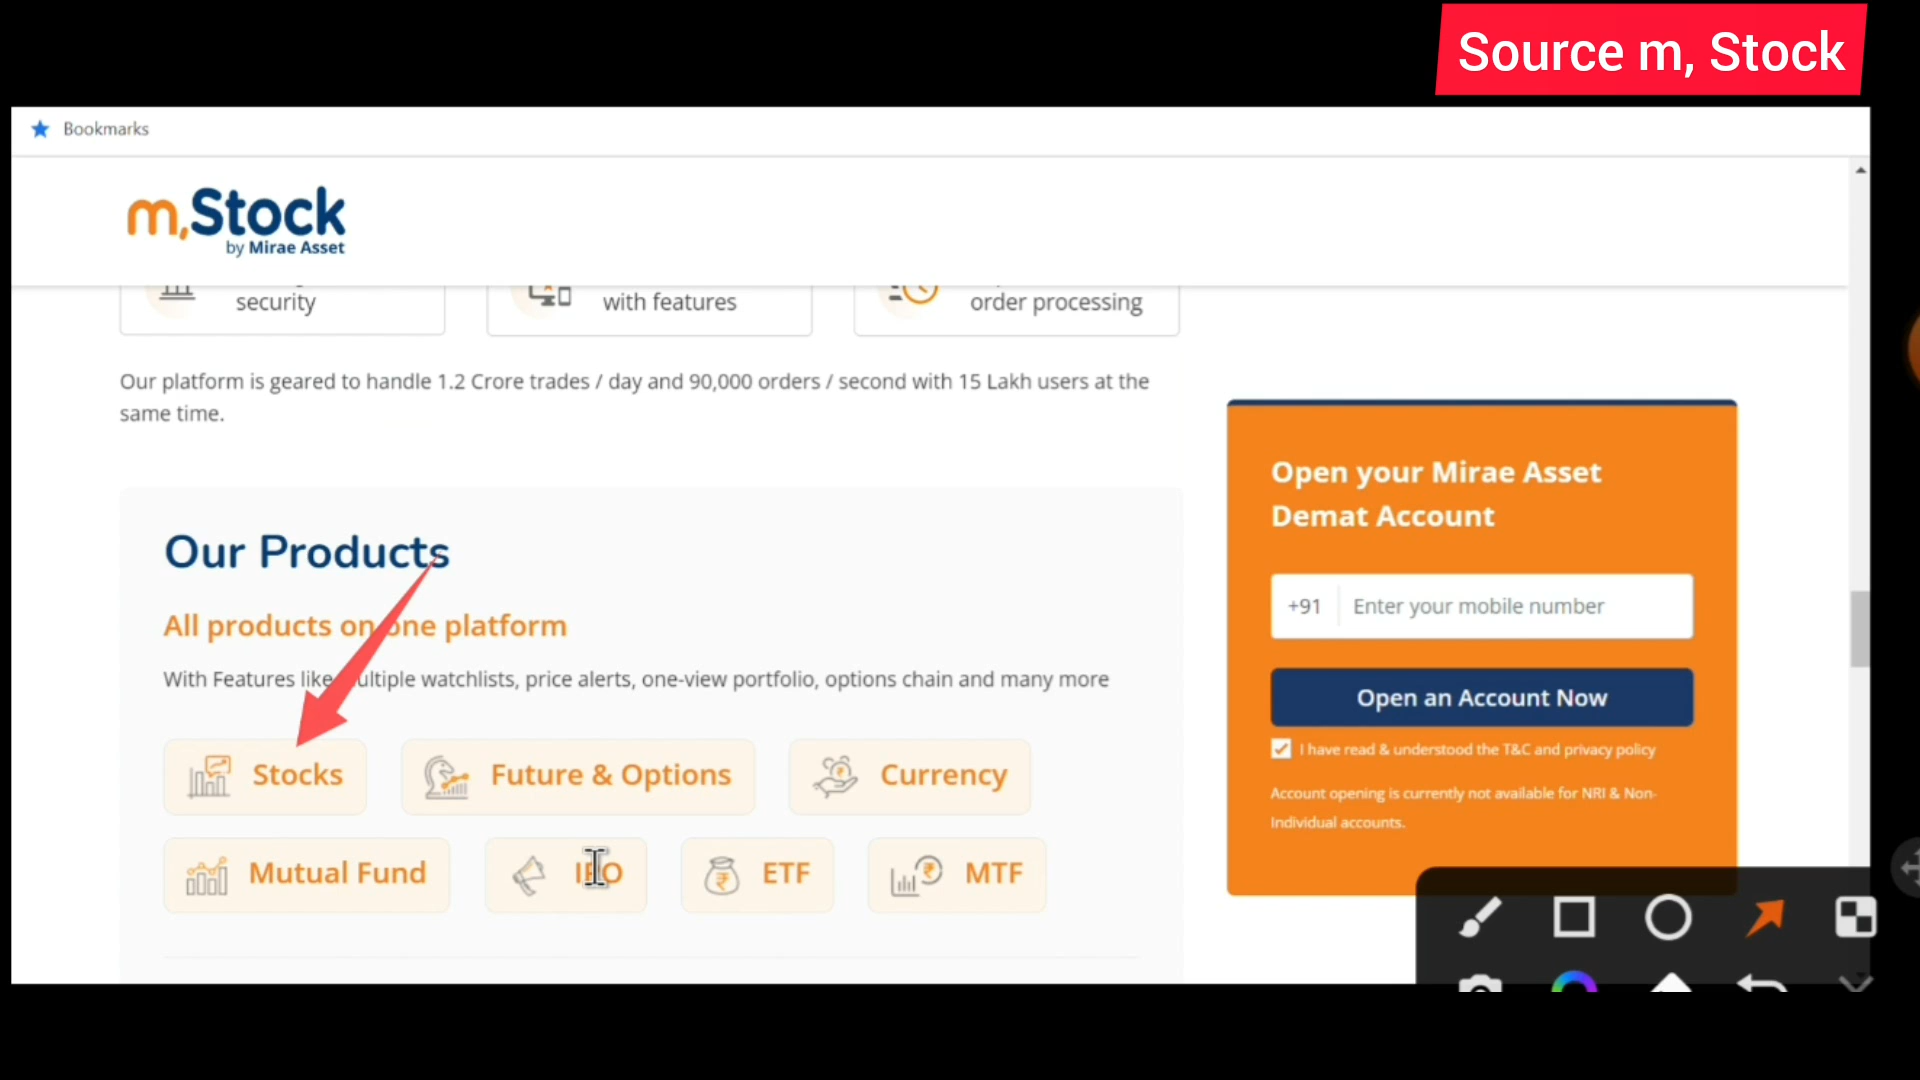 Source m, Stock
Bookmarks
m,Stock
by Mirae Asset
security
with features
order processing
Our platform is geared to handle 1.2 Crore trades / day and 90,000 orders / second with 15 Lakh users at the
same time.
Our Products
All products on one platform
With Features like multiple watchlists, price alerts, one-view portfolio, options chain and many more
Stocks
Future & Options
Currency
Mutual Fund
IPO
ETF
MTF
Open your Mirae Asset
Demat Account
+91
Enter your mobile number
Open an Account Now
I have read & understood the T&C and privacy policy
Account opening is currently not available for NRI & Non-
Individual accounts.